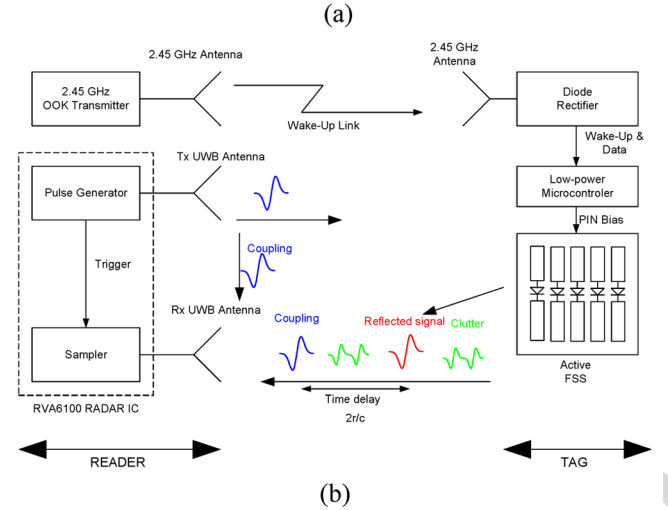 (a)
2.45 GHz Antenna
2.45 GHz
Antenna
2.45 GHz
OOK Transmitter
Diode
Rectifier
Wake-Up Link
Wake-Up &
Data
Tx UWB Antenna
Pulse Generator
Low-power
Microcontroler
PIN Bias
Trigger
Coupling
Rx UWB Antenna
Coupling
Reflected signal
Clutter
Sampler
Active
FSS
Time delay
2r/c
RVA6100 RADAR IC
READER
TAG
(b)